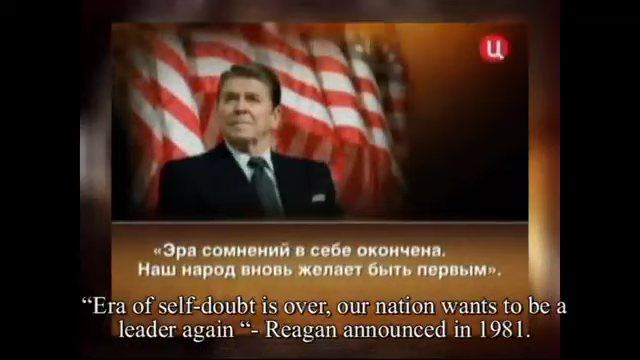 Ц
«Эра сомнений в себе окончена.
Наш народ вновь желает быть первым».
“Era of self-doubt is over, our nation wants to be a
leader again “- Reagan announced in 1981.